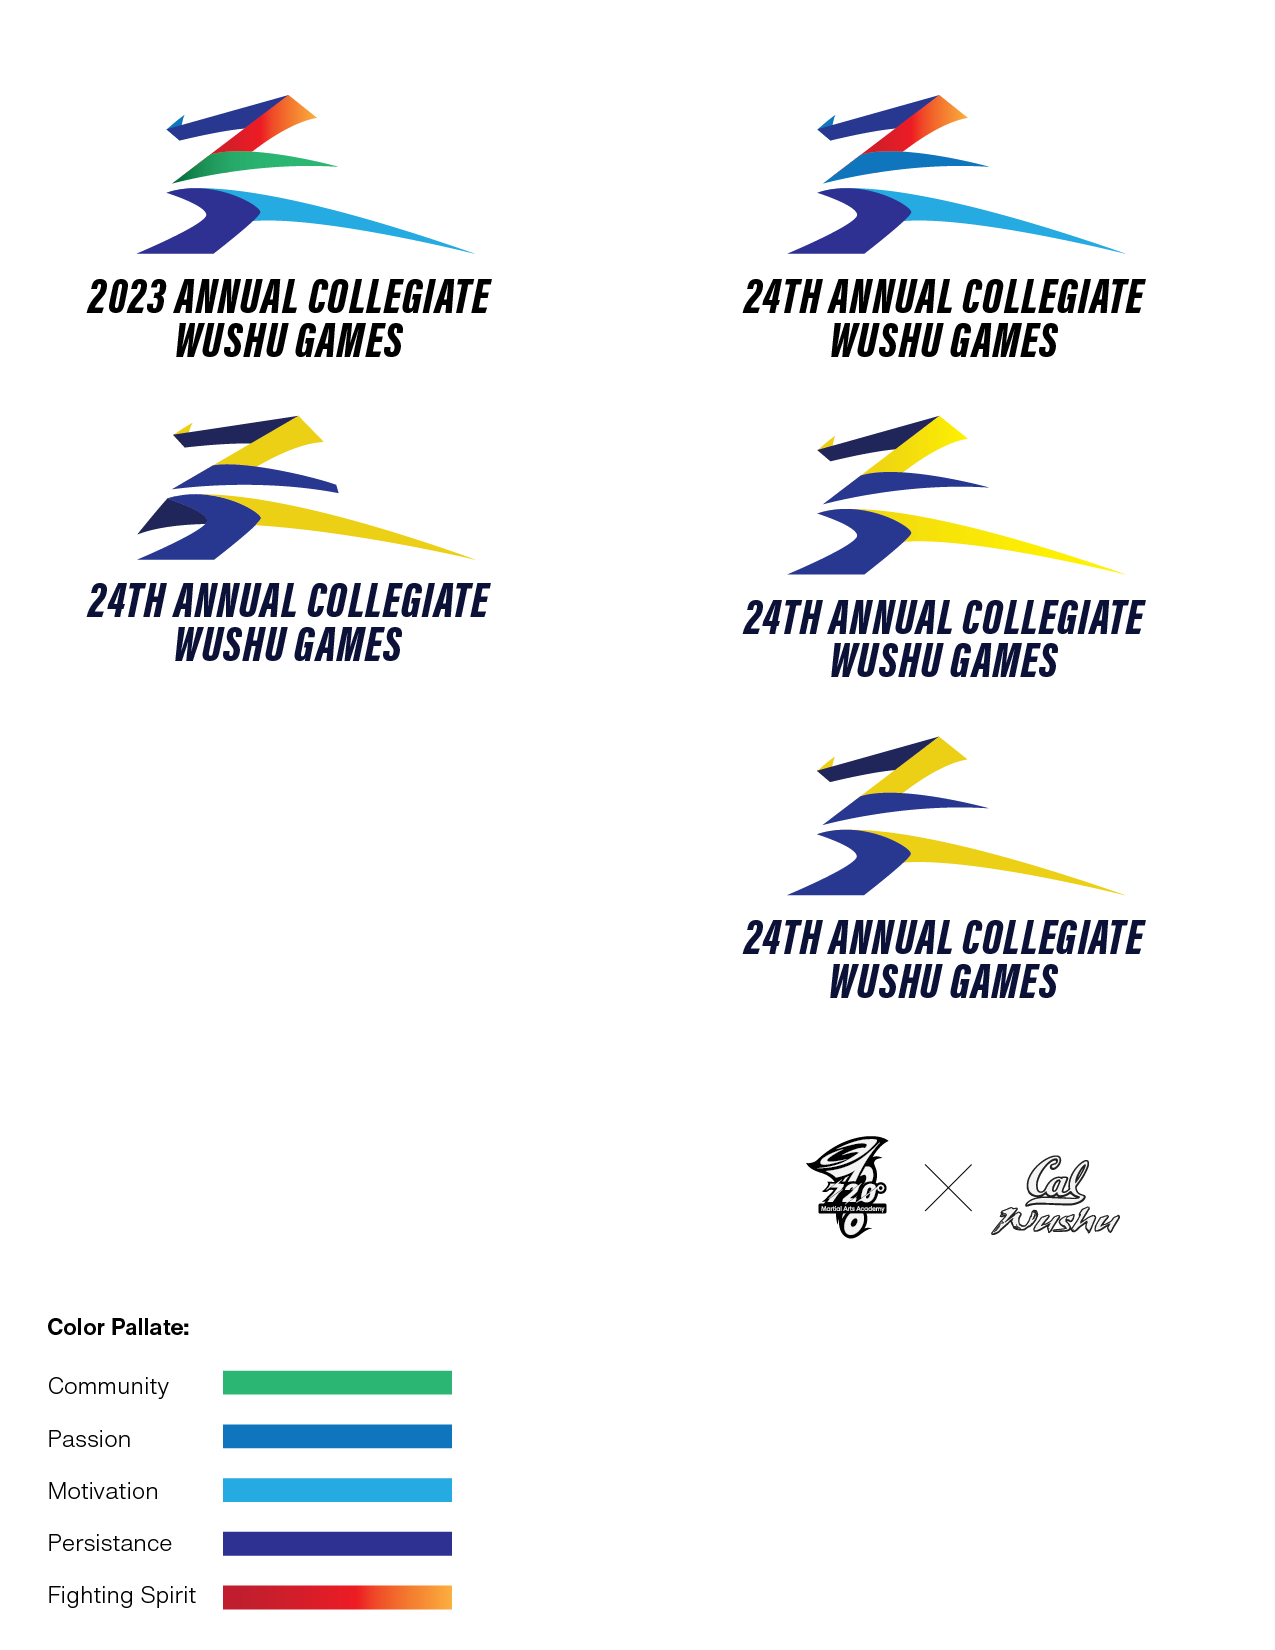 2023 ANNUAL COLLEGIATE
WUSHU GAMES
24TH ANNUAL COLLEGIATE
WUSHU GAMES
24TH ANNUAL COLLEGIATE
WUSHU GAMES
24TH ANNUAL COLLEGIATE
WUSHU GAMES
24TH ANNUAL COLLEGIATE
WUSHU GAMES
720°
Martial Arts Academy
Cal
Wushu
Color Pallate:
Community
Passion
Motivation
Persistance
Fighting Spirit